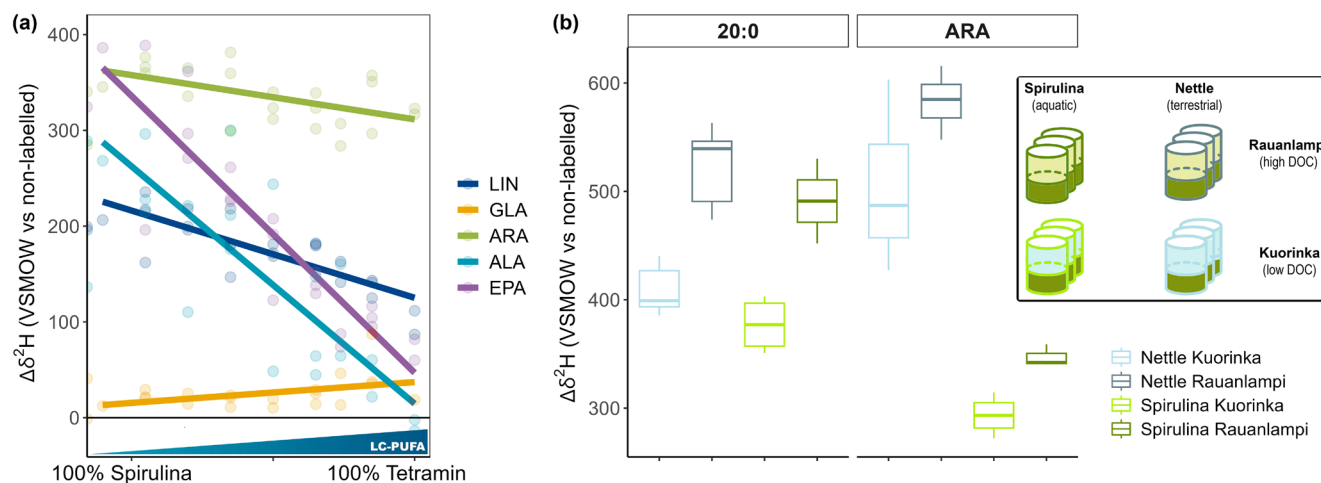 (a)
Δδ²H (VSMOW vs non-labelled)
400
300
200
100
0
LC-PUFA
100% Spirulina
100% Tetramin
LIN
GLA
ARA
ALA
EPA
(b)
20:0
ARA
Δδ²H (VSMOW vs non-labelled)
600
500
400
300
Spirulina
(aquatic)
Nettle
(terrestrial)
Rauanlampi
(high DOC)
Kuorinka
(low DOC)
Nettle Kuorinka
Nettle Rauanlampi
Spirulina Kuorinka
Spirulina Rauanlampi